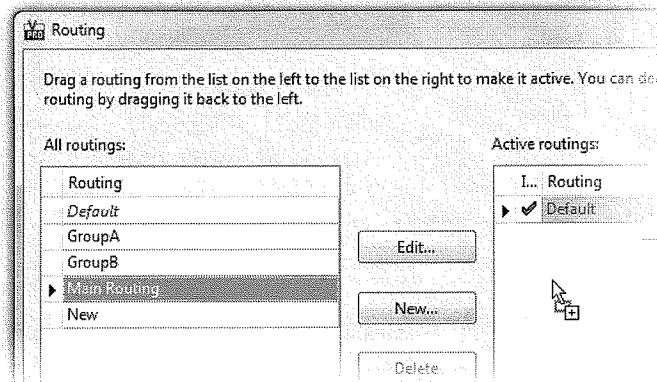 V
PRO
Routing
Drag a routing from the list on the left to the list on the right to make it active. You can de
routing by dragging it back to the left.
All routings:
Active routings:
Routing
I... Routing
Default
Default
GroupA
Edit...
GroupB
Main Routing
New...
New
Delete